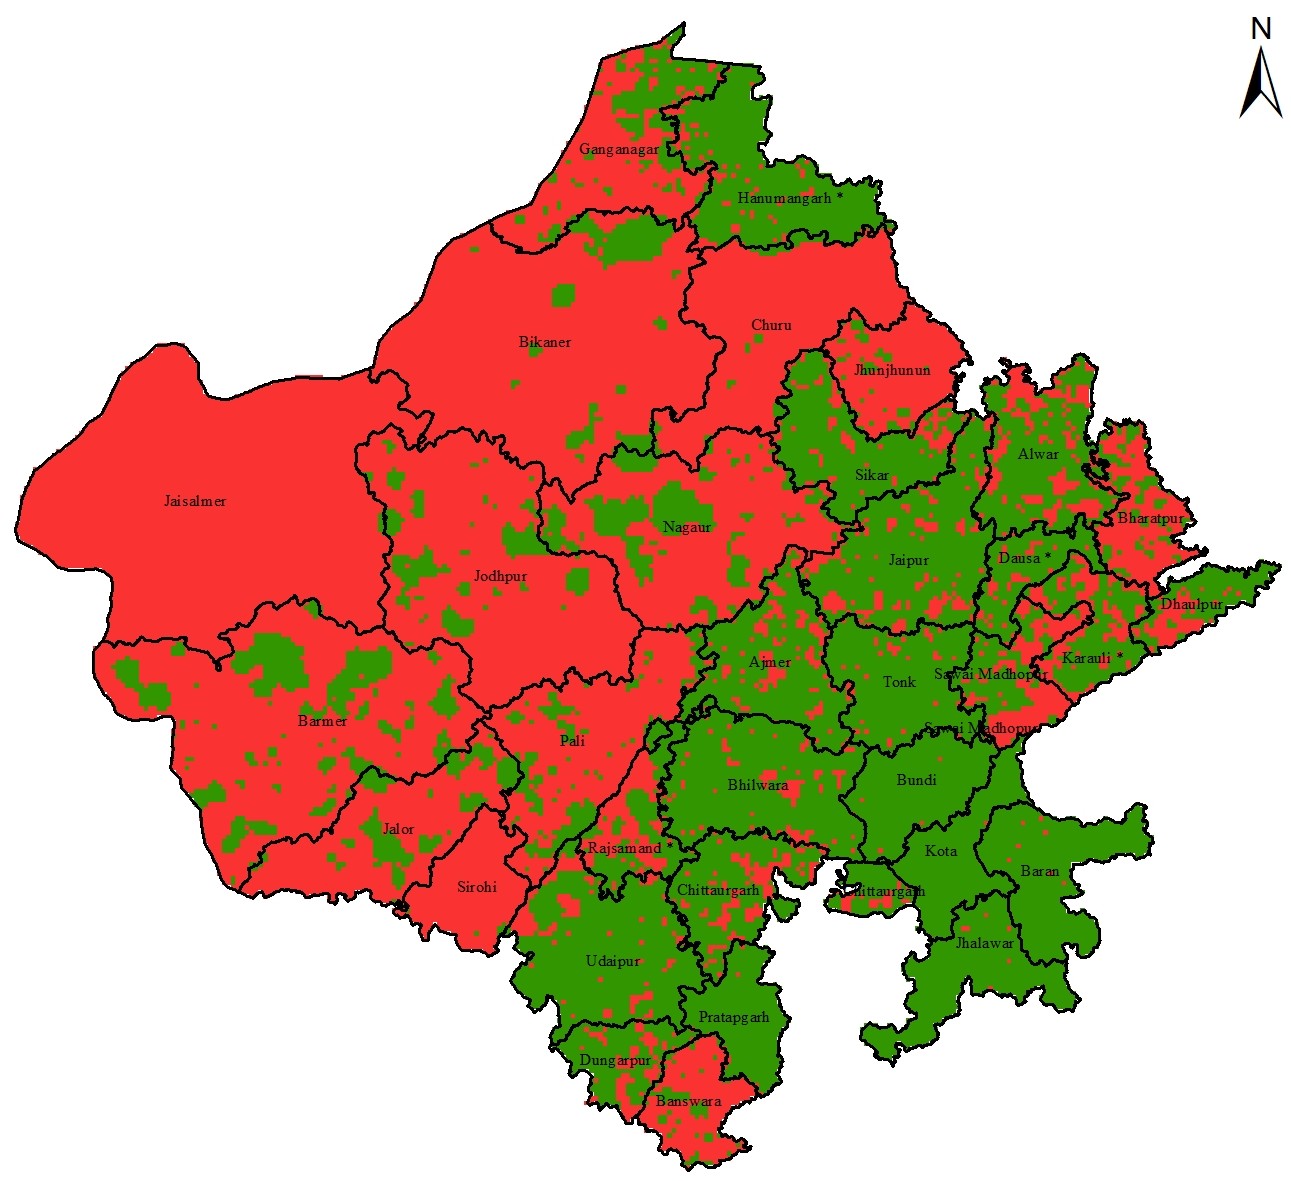 N
Ganganagar
Hanumangarh *
Churu
Bikaner
Jhunjhunun
Alwar
Sikar
Jaisalmer
Bharatpur
Nagaur
Jaipur
Dausa *
Jodhpur
Dhaulpur
Ajmer
Karauli *
Sawai Madhopur
Tonk
Barmer
Sawai Madhopur
Pali
Bundi
Bhilwara
Jalor
Rajsamand *
Kota
Baran
Sirohi
Chittaurgarh
Chittaurgarh
Jhalawar
Udaipur
Pratapgarh
Dungarpur
Banswara